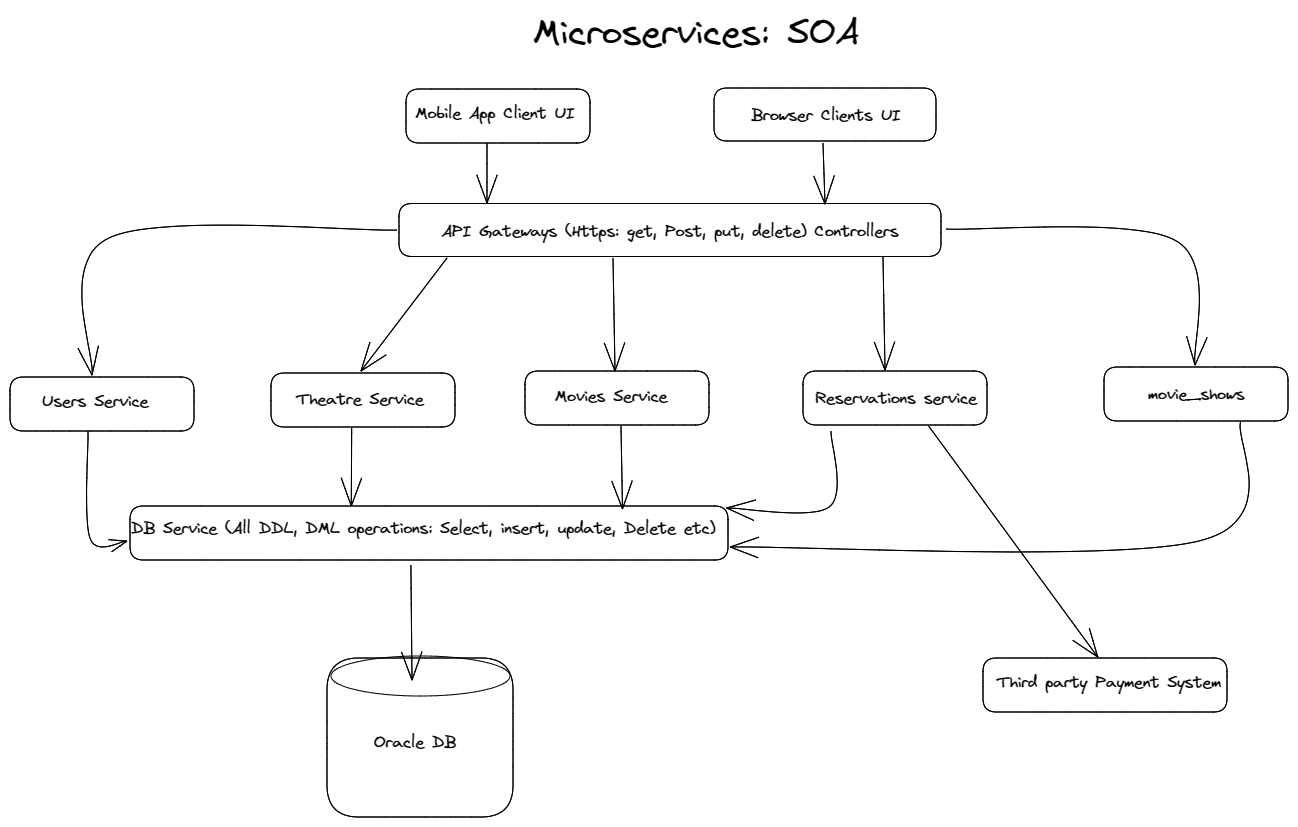 Microservices: SOA
Mobile App Client UI
Browser Clients UI
API Gateways (Https: get, Post, put, delete) Controllers
Users Service
Theatre Service
Movies Service
Reservations service
movie_shows
DB Service (All DDL, DML operations: Select, insert, update, Delete etc)
Third party Payment System
Oracle DB